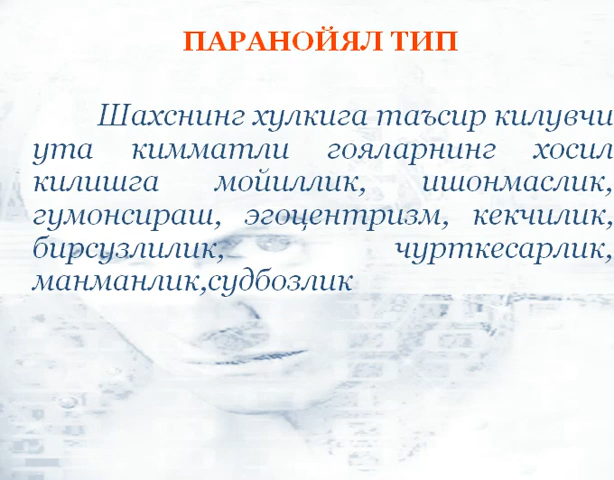 ПАРАНОЙЯЛ ТИП
Шахснинг хулкига таъсир килувчи
ута кимматли гояларнинг хосил
килишга мойиллик, ишонмаслик,
гумонсираш, эгоцентризм, кекчилик,
бирсузлилик, чурткесарлик,
манманлик,судбозлик